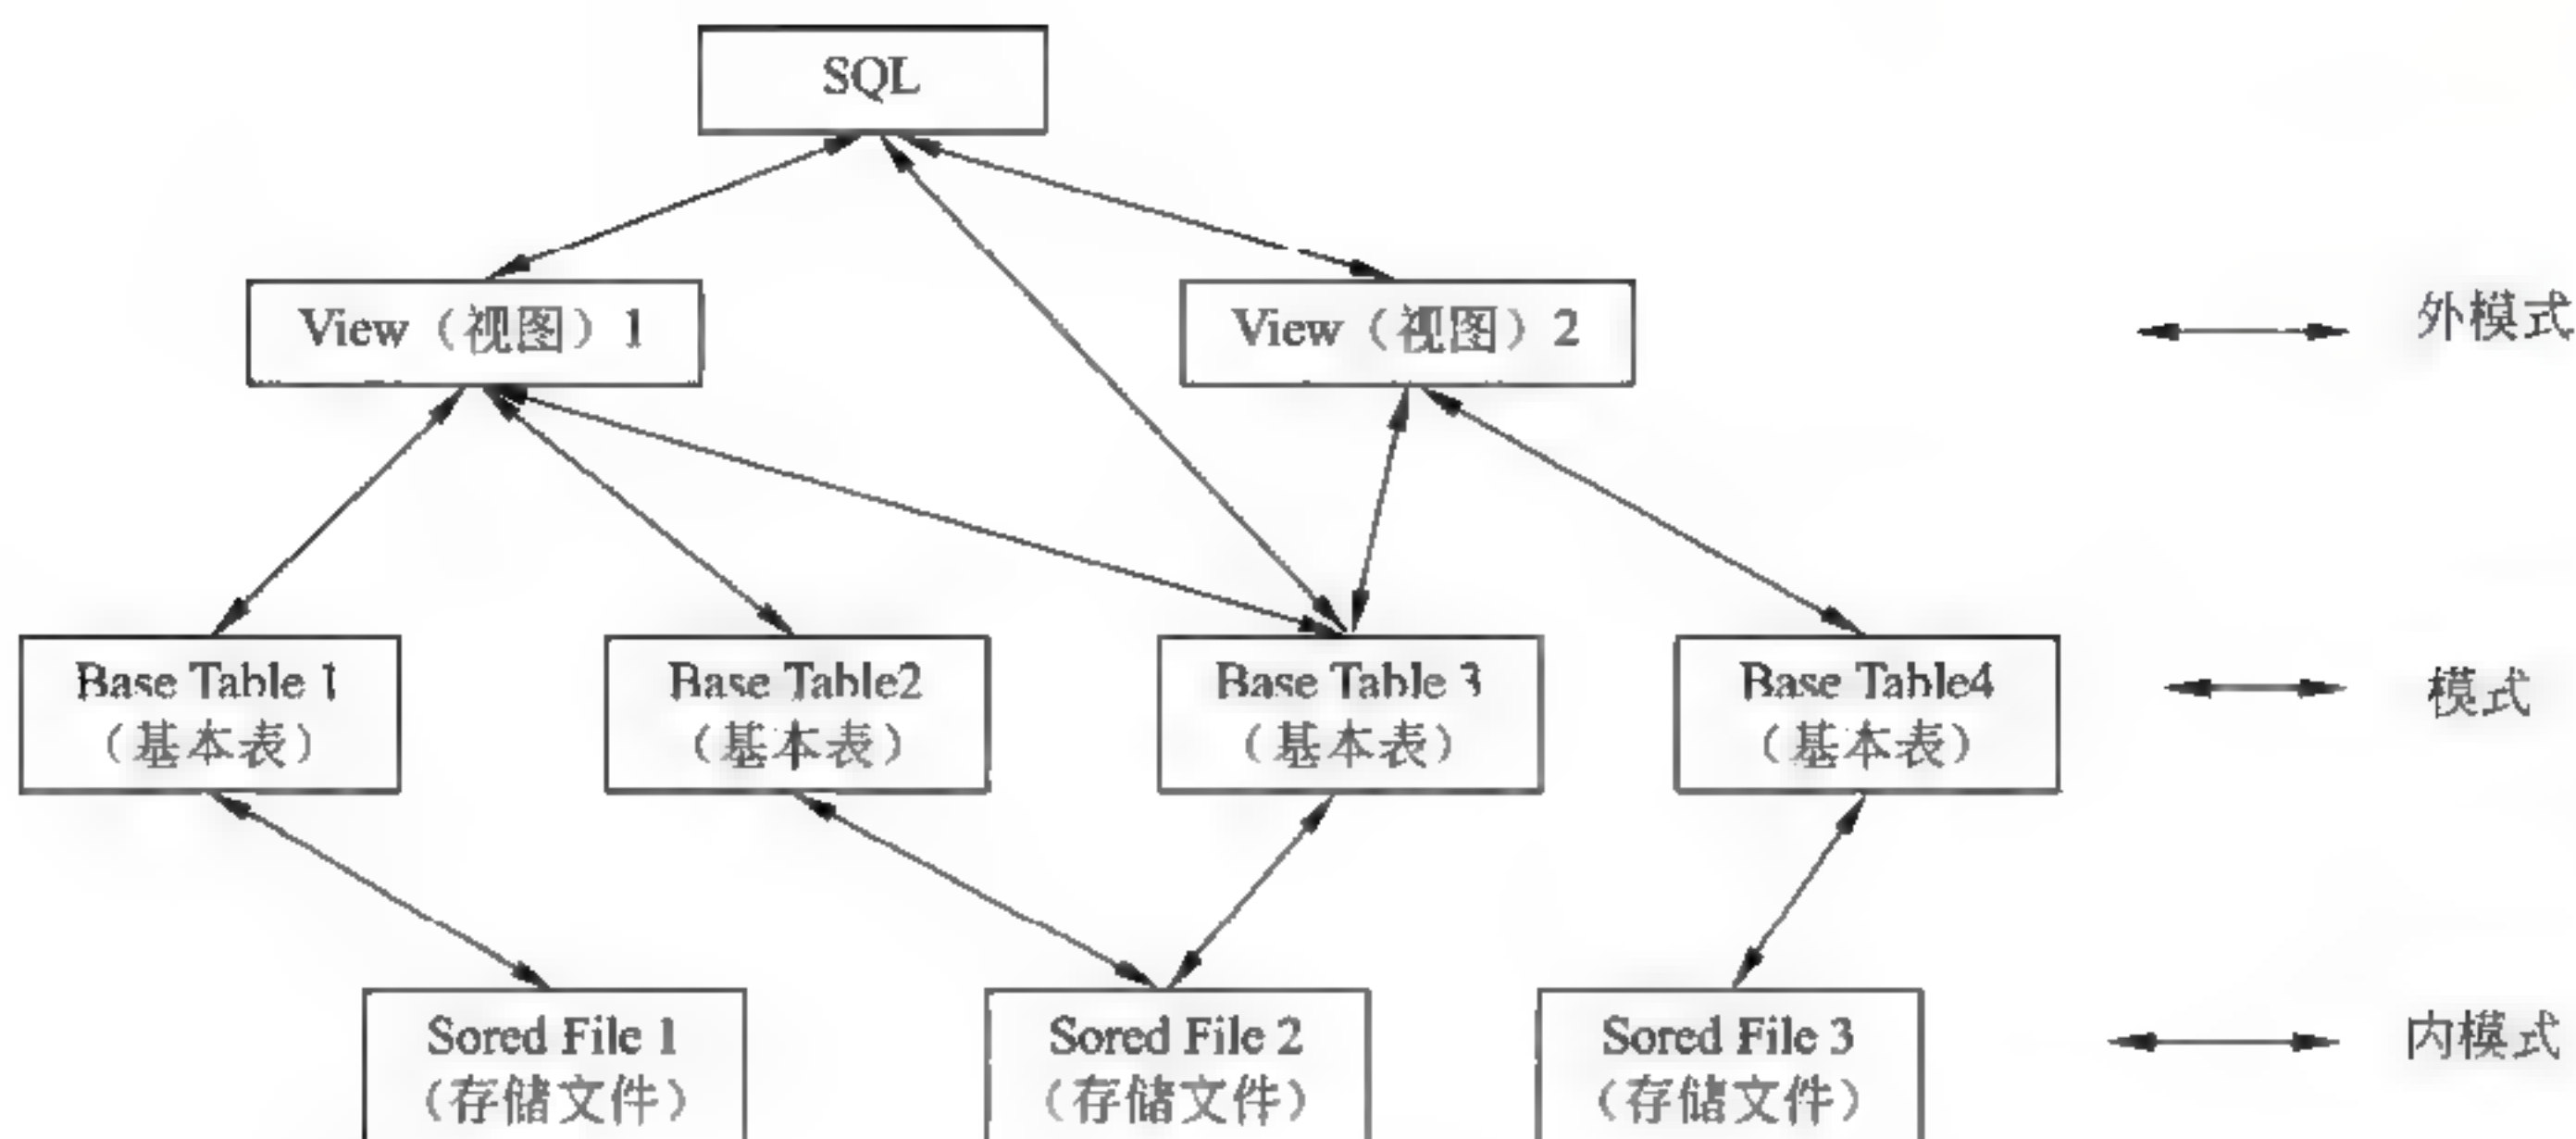 SQL
View（视图）1
View（视图）2
外模式
Base Table 1
（基本表）
Base Table2
（基本表）
Base Table 3
（基本表）
Base Table4
（基本表）
模式
Sored File 1
（存储文件）
Sored File 2
（存储文件）
Sored File 3
（存储文件）
内模式